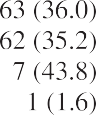 63 (36.0)
62 (35.2)
7 (43.8)
1 (1.6)